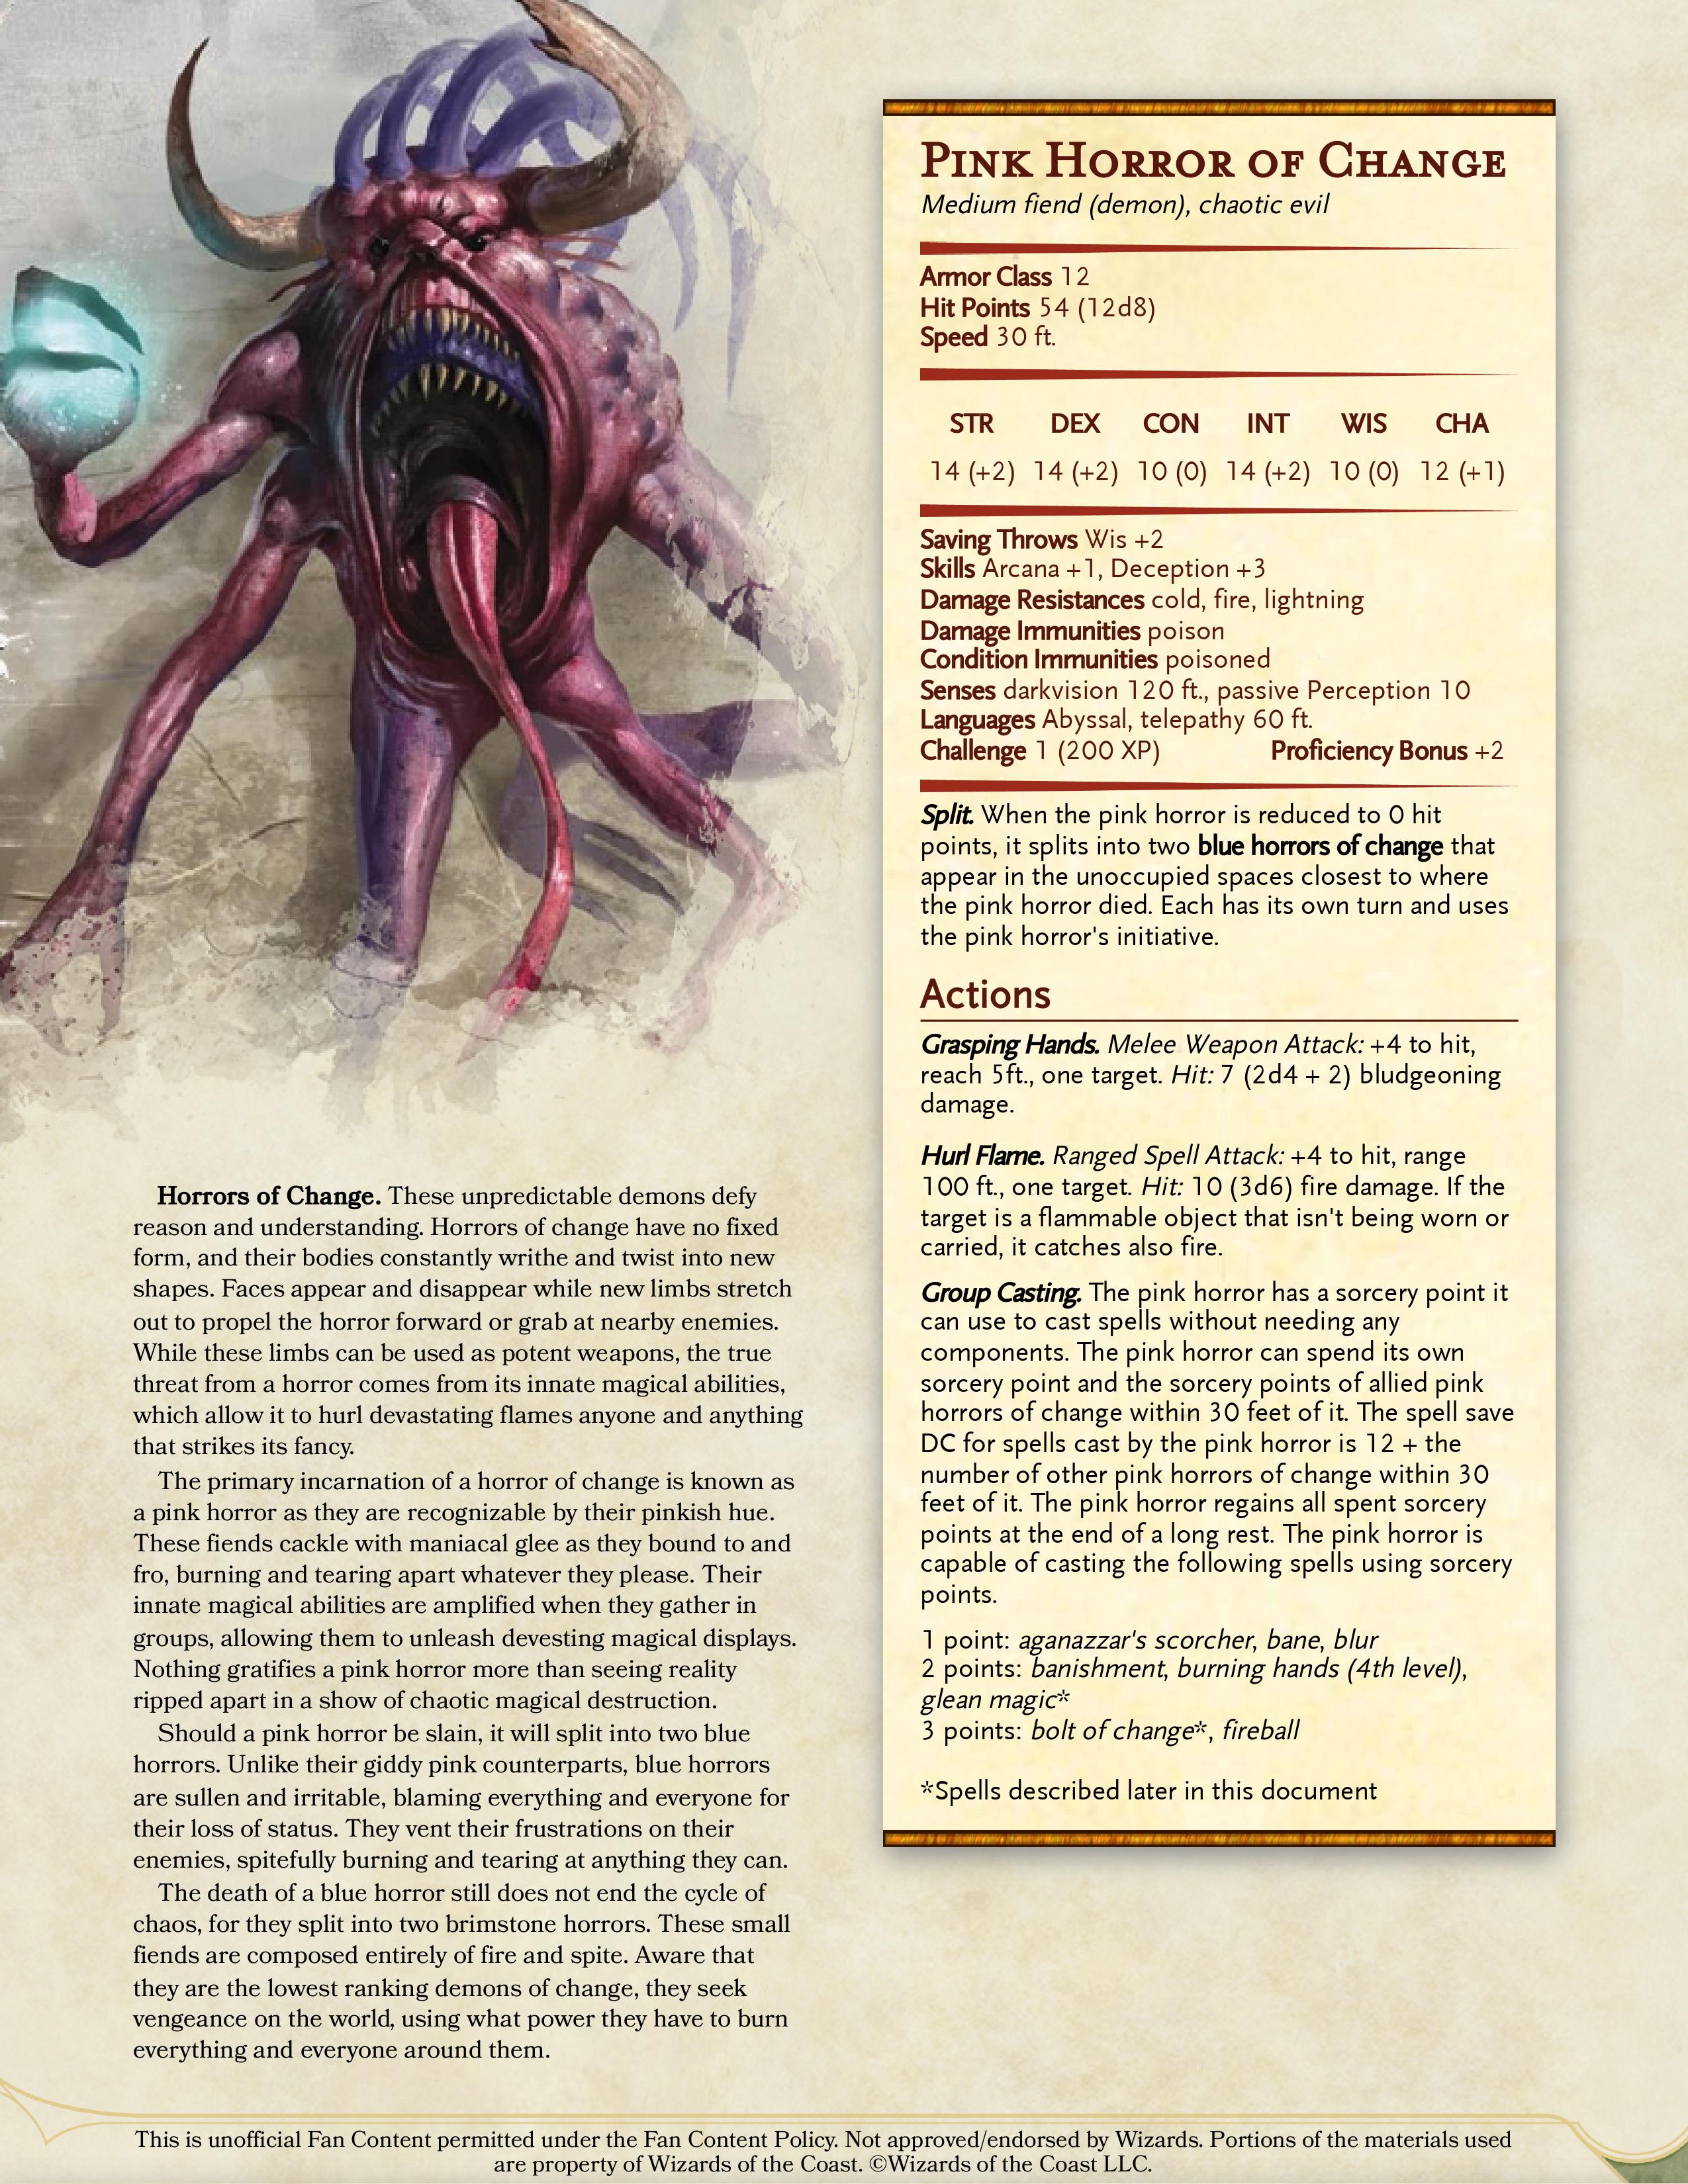 Pink Horror of Change
Medium fiend (demon), chaotic evil
Armor Class 12
Hit Points 54 (12d8)
Speed 30 ft.
STR DEX CON INT WIS CHA
14 (+2) 14 (+2) 10 (0) 14 (+2) 10 (0) 12 (+1)
Saving Throws Wis +2
Skills Arcana +1, Deception +3
Damage Resistances cold, fire, lightning
Damage Immunities poison
Condition Immunities poisoned
Senses darkvision 120 ft., passive Perception 10
Languages Abyssal, telepathy 60 ft.
Challenge 1 (200 XP) Proficiency Bonus +2
Split. When the pink horror is reduced to 0 hit
points, it splits into two blue horrors of change that
appear in the unoccupied spaces closest to where
the pink horror died. Each has its own turn and uses
the pink horror's initiative.
Actions
Grasping Hands. Melee Weapon Attack: +4 to hit,
reach 5ft., one target. Hit: 7 (2d4 + 2) bludgeoning
damage.
Hurl Flame. Ranged Spell Attack: +4 to hit, range
100 ft., one target. Hit: 10 (3d6) fire damage. If the
target is a flammable object that isn't being worn or
carried, it catches also fire.
Group Casting. The pink horror has a sorcery point it
can use to cast spells without needing any
components. The pink horror can spend its own
sorcery point and the sorcery points of allied pink
horrors of change within 30 feet of it. The spell save
DC for spells cast by the pink horror is 12 + the
number of other pink horrors of change within 30
feet of it. The pink horror regains all spent sorcery
points at the end of a long rest. The pink horror is
capable of casting the following spells using sorcery
points.
1 point: aganazzar's scorcher, bane, blur
2 points: banishment, burning hands (4th level),
glean magic*
3 points: bolt of change*, fireball
*Spells described later in this document
Horrors of Change. These unpredictable demons defy
reason and understanding. Horrors of change have no fixed
form, and their bodies constantly writhe and twist into new
shapes. Faces appear and disappear while new limbs stretch
out to propel the horror forward or grab at nearby enemies.
While these limbs can be used as potent weapons, the true
threat from a horror comes from its innate magical abilities,
which allow it to hurl devastating flames anyone and anything
that strikes its fancy.
The primary incarnation of a horror of change is known as
a pink horror as they are recognizable by their pinkish hue.
These fiends cackle with maniacal glee as they bound to and
fro, burning and tearing apart whatever they please. Their
innate magical abilities are amplified when they gather in
groups, allowing them to unleash devesting magical displays.
Nothing gratifies a pink horror more than seeing reality
ripped apart in a show of chaotic magical destruction.
Should a pink horror be slain, it will split into two blue
horrors. Unlike their giddy pink counterparts, blue horrors
are sullen and irritable, blaming everything and everyone for
their loss of status. They vent their frustrations on their
enemies, spitefully burning and tearing at anything they can.
The death of a blue horror still does not end the cycle of
chaos, for they split into two brimstone horrors. These small
fiends are composed entirely of fire and spite. Aware that
they are the lowest ranking demons of change, they seek
vengeance on the world, using what power they have to burn
everything and everyone around them.
This is unofficial Fan Content permitted under the Fan Content Policy. Not approved/endorsed by Wizards. Portions of the materials used
are property of Wizards of the Coast. ©Wizards of the Coast LLC.